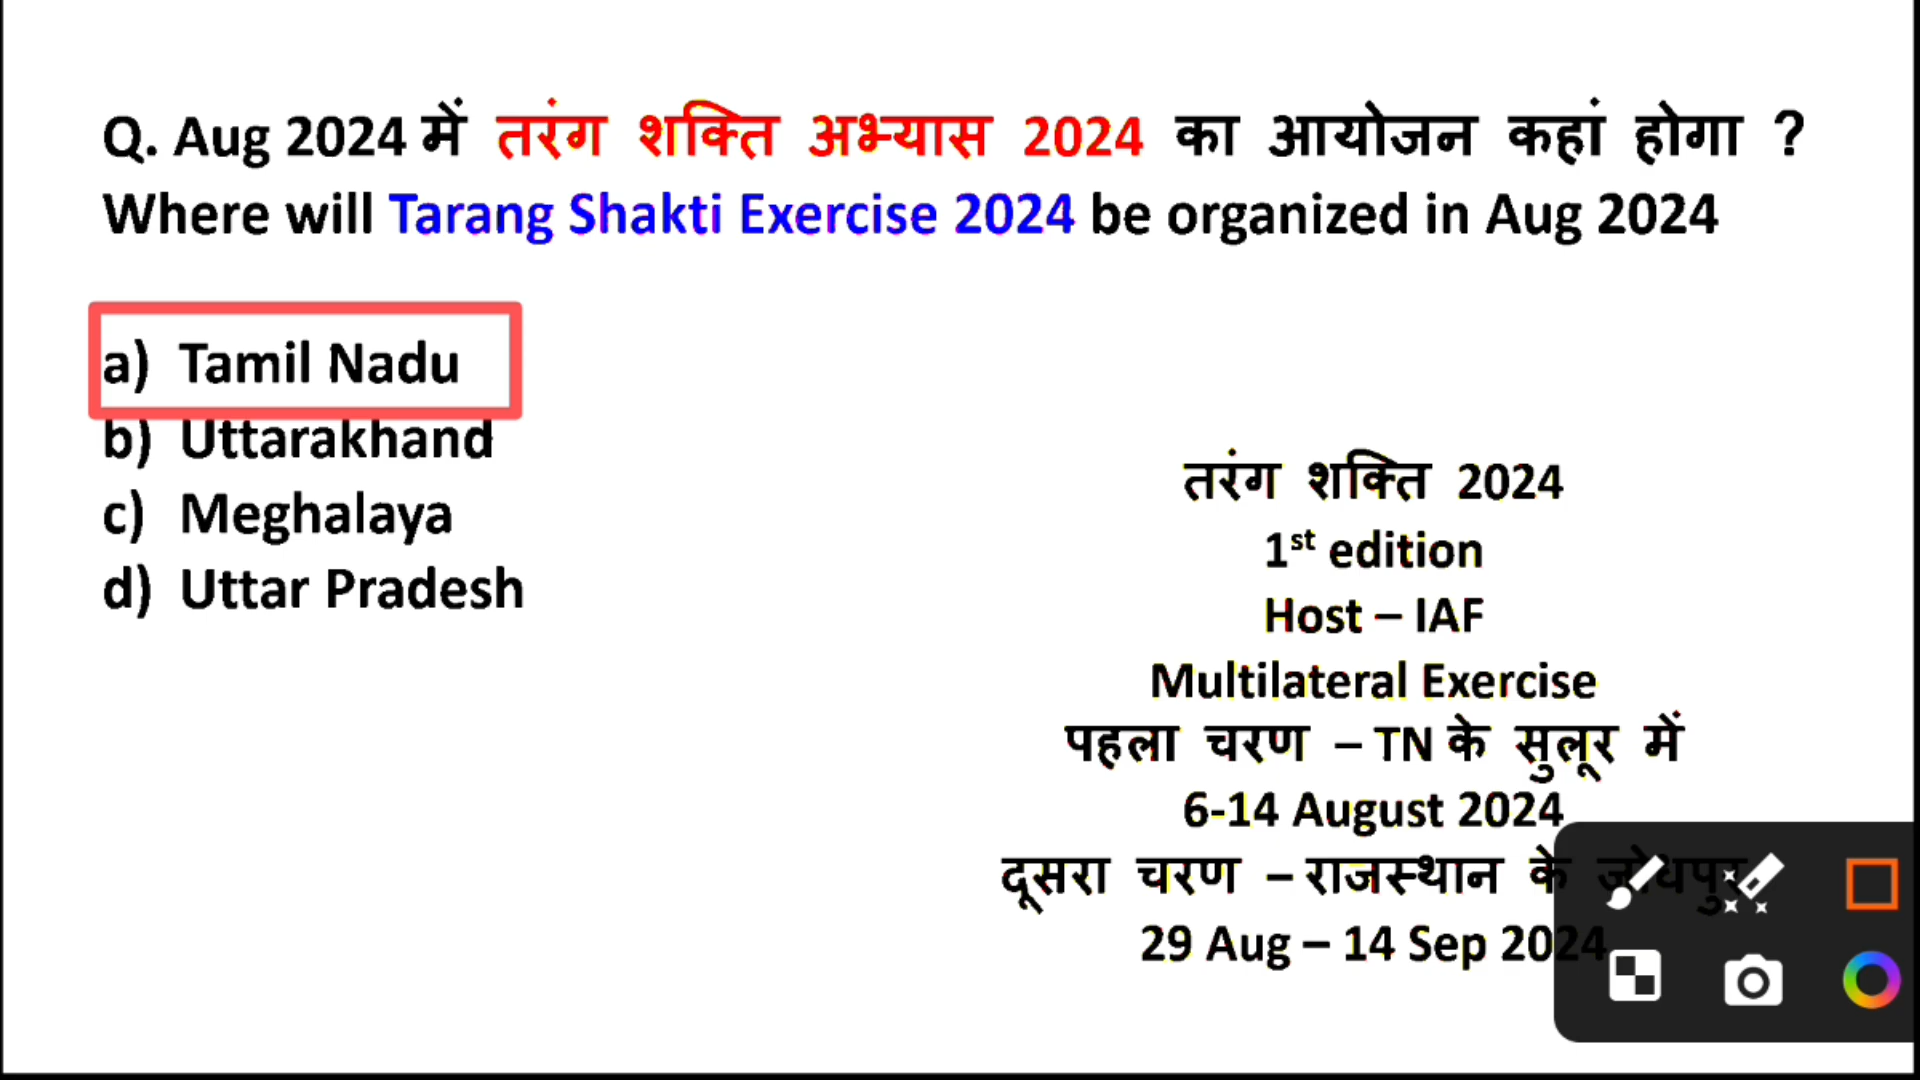 Q. Aug 2024 में तरंग शक्ति अभ्यास 2024 का आयोजन कहां होगा ?
Where will Tarang Shakti Exercise 2024 be organized in Aug 2024
a) Tamil Nadu
b) Uttarakhand
c) Meghalaya
d) Uttar Pradesh
तरंग शक्ति 2024
1st edition
Host – IAF
Multilateral Exercise
पहला चरण – TN के सुलूर में
6-14 August 2024
दूसरा चरण – राजस्थान के जोधपुर
29 Aug – 14 Sep 2024